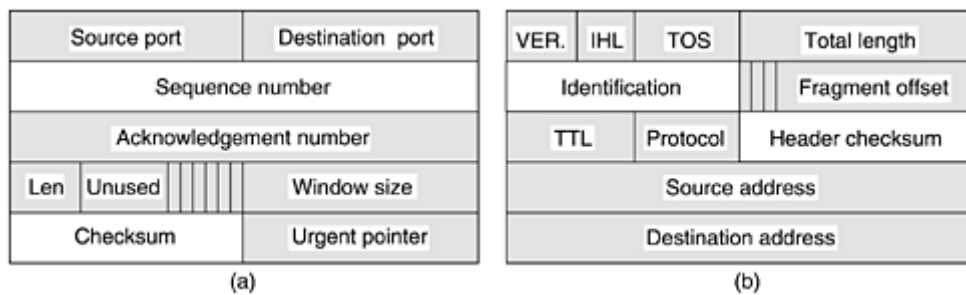 Source port Destination port
Sequence number
Acknowledgement number
Len Unused Window size
Checksum Urgent pointer
(a)
VER. IHL TOS Total length
Identification Fragment offset
TTL Protocol Header checksum
Source address
Destination address
(b)